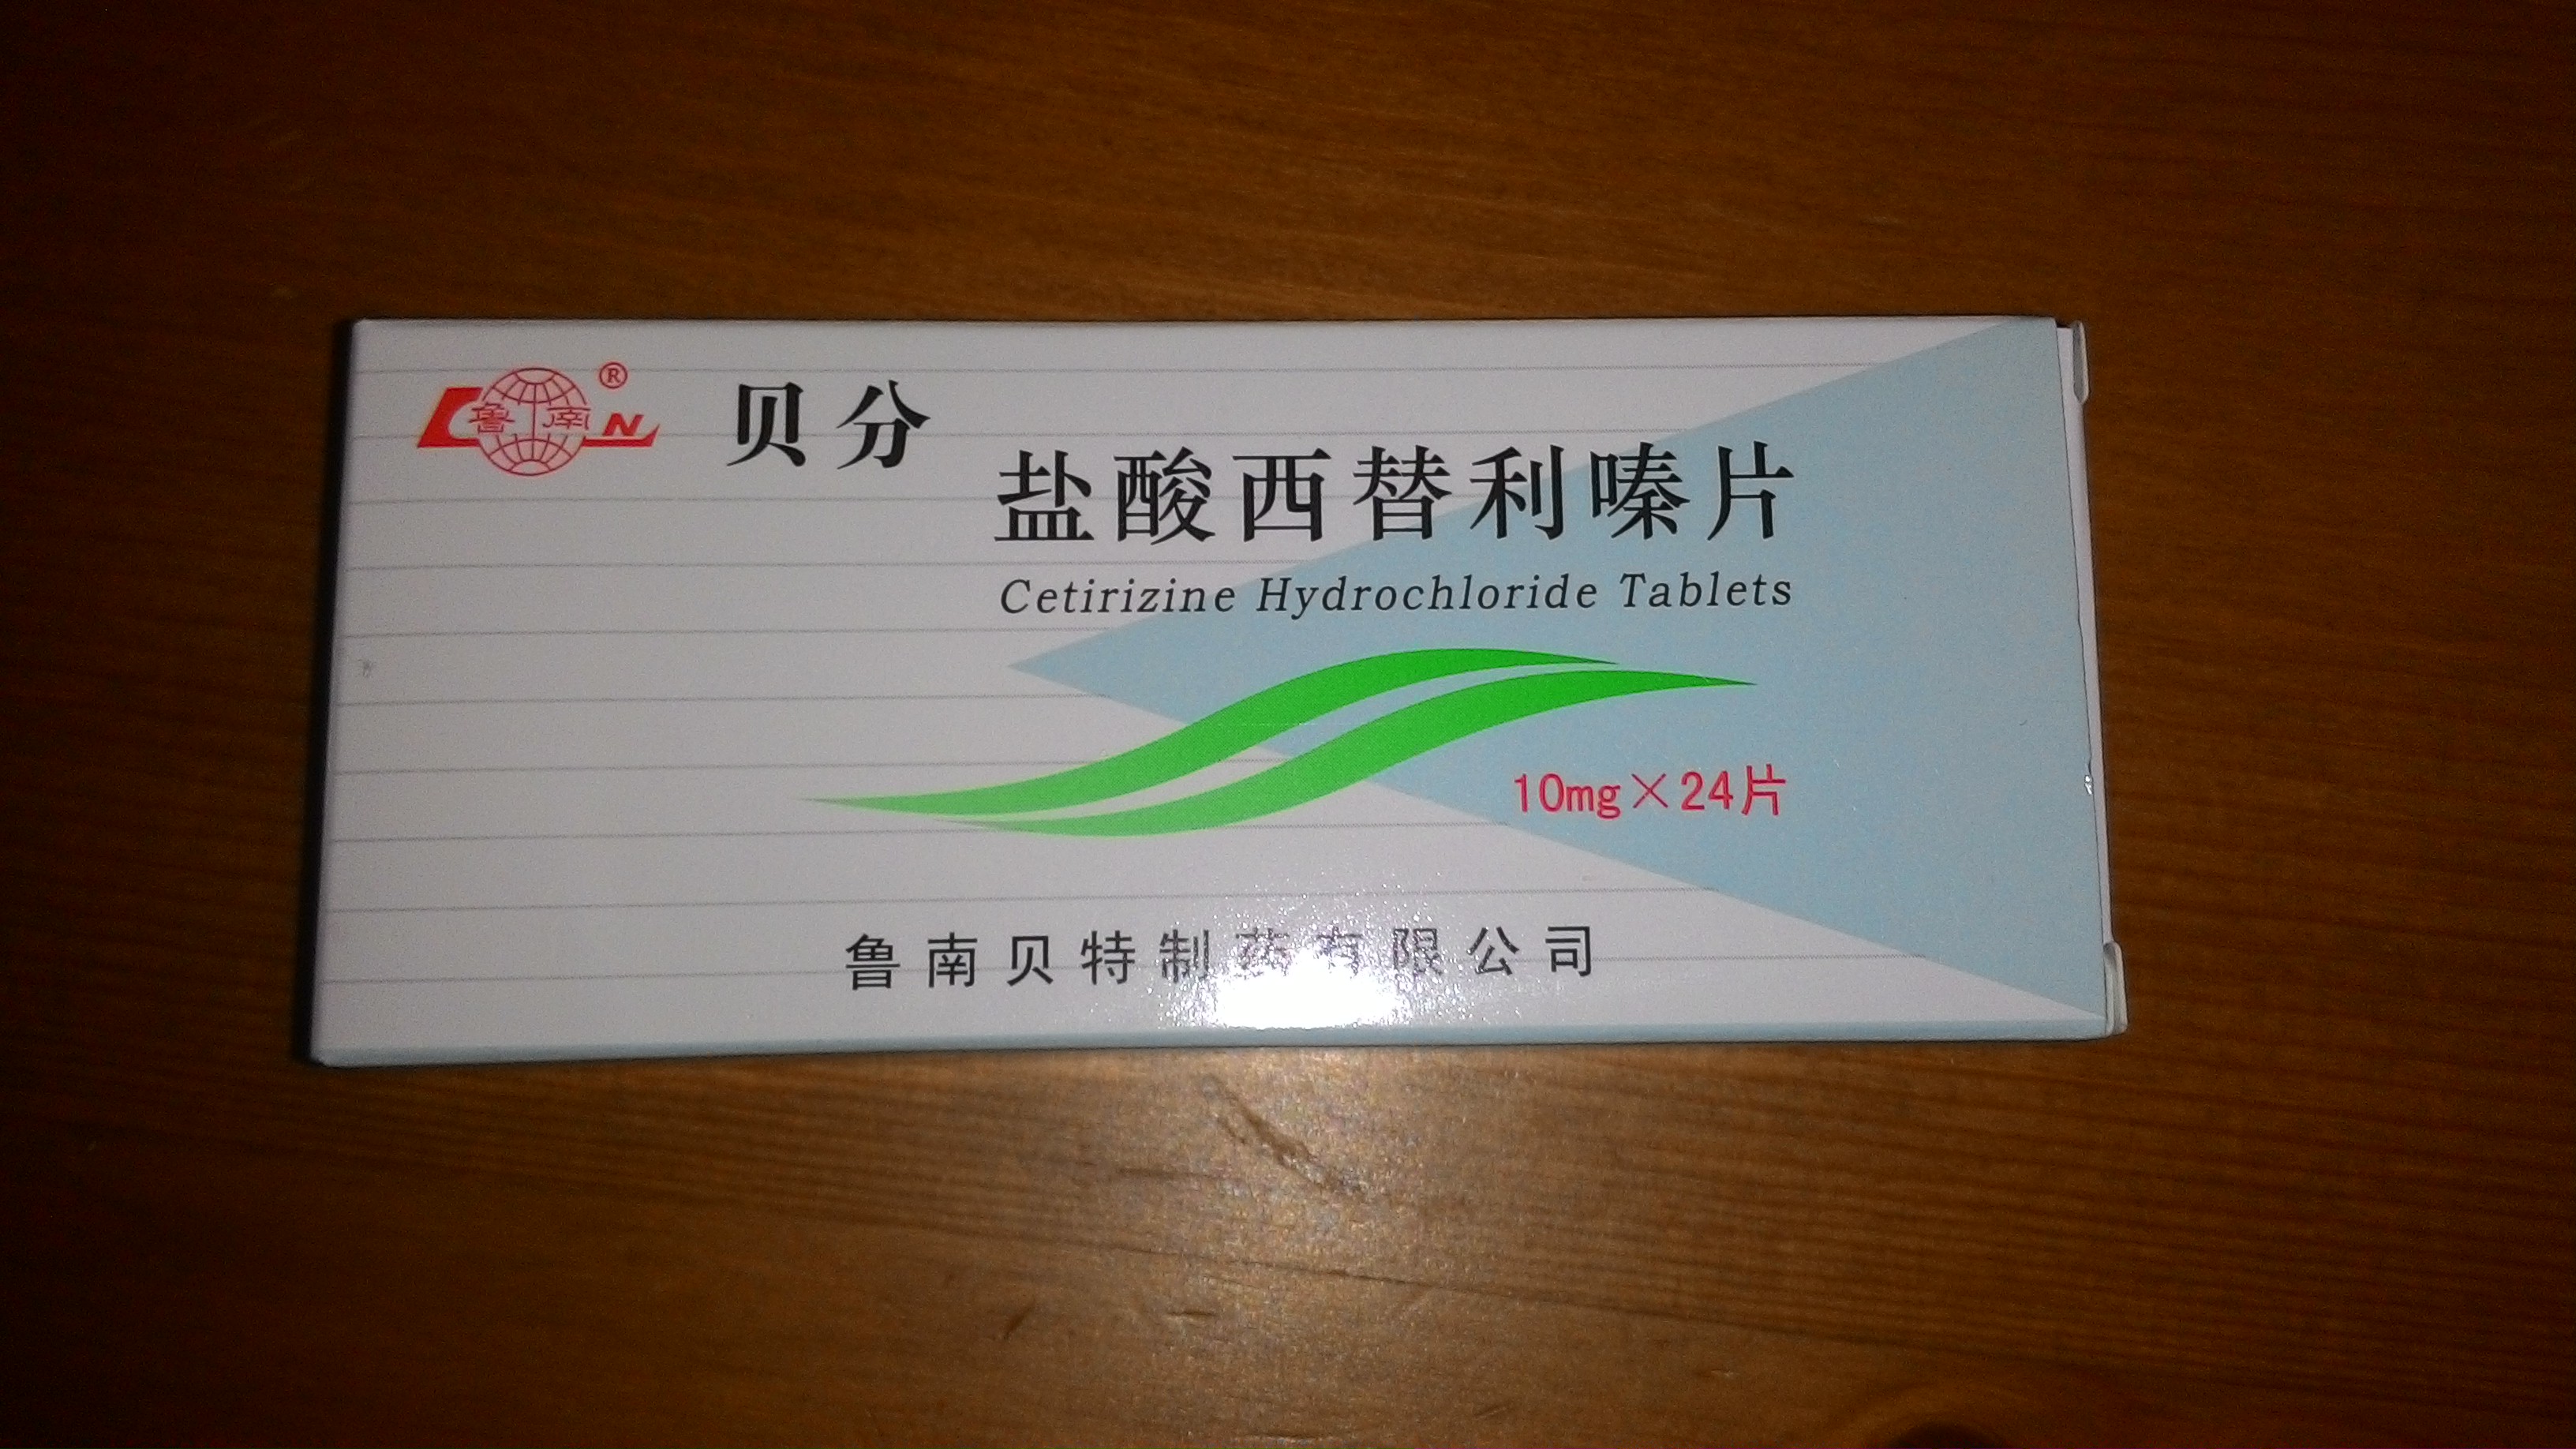 鲁南®
LN
贝分
盐酸西替利嗪片
Cetirizine Hydrochloride Tablets
10mg×24片
鲁南贝特制药有限公司